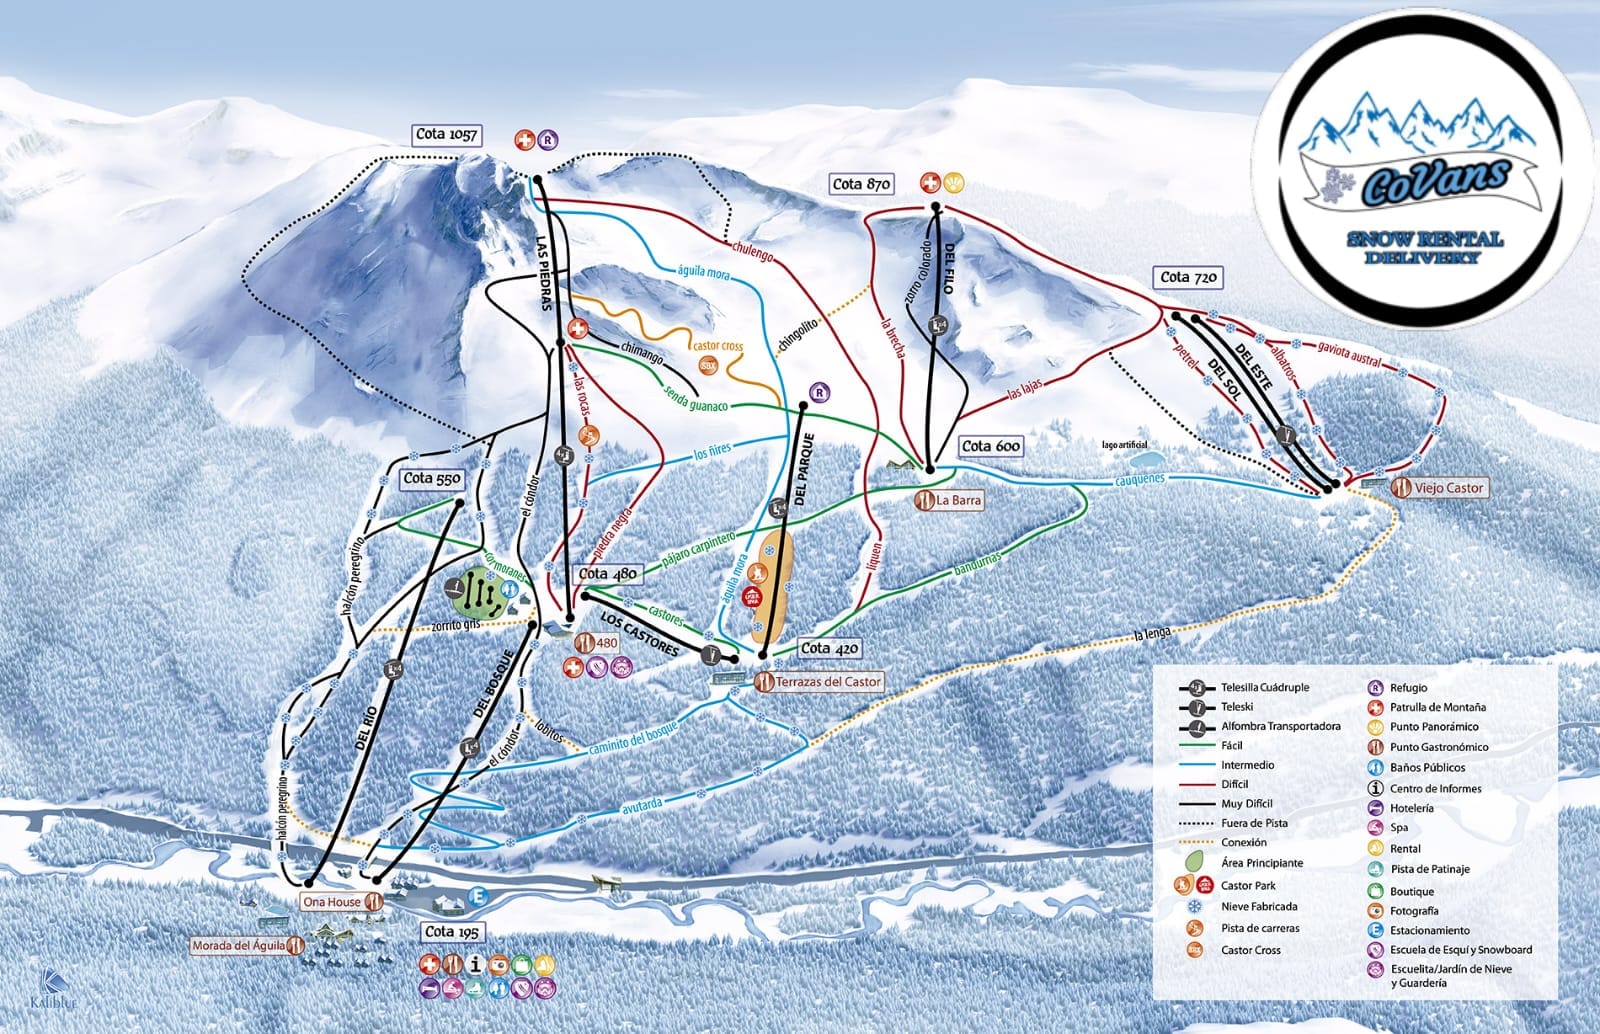 Cota 1057
R
Cota 870
CoVans
SNOW RENTAL
DELIVERY
Cota 720
LAS PIEDRAS
chulengo
águila mora
zorro colorado
DEL FILO
chingolito
la brecha
castor cross
SBX
chimango
senda guanaco
las rocas
R
petrel
DEL SOL
DEL ESTE
albatros
gaviota austral
las lajas
los ñires
DEL PARQUE
Cota 600
lago artificial
Cota 550
el cóndor
La Barra
cauquenes
Viejo Castor
piedra negra
pájaro carpintero
halcón peregrino
cormoranes
Cota 480
águila mora
liquen
bandurrias
castores
LOS CASTORES
zorrito gris
480
Cota 420
Terrazas del Castor
la lenga
DEL BOSQUE
DEL RÍO
lobitos
el cóndor
caminito del bosque
avutarda
halcón peregrino
Ona House
E
Morada del Águila
Cota 195
i
KALIBLUE
Telesilla Cuádruple
Teleski
Alfombra Transportadora
Fácil
Intermedio
Difícil
Muy Difícil
Fuera de Pista
Conexión
Área Principiante
Castor Park
Nieve Fabricada
Pista de carreras
Castor Cross
R Refugio
Patrulla de Montaña
Punto Panorámico
Punto Gastronómico
Baños Públicos
i Centro de Informes
Hotelería
Spa
Rental
Pista de Patinaje
Boutique
Fotografía
E Estacionamiento
Escuela de Esquí y Snowboard
Escuelita/Jardín de Nieve
y Guardería